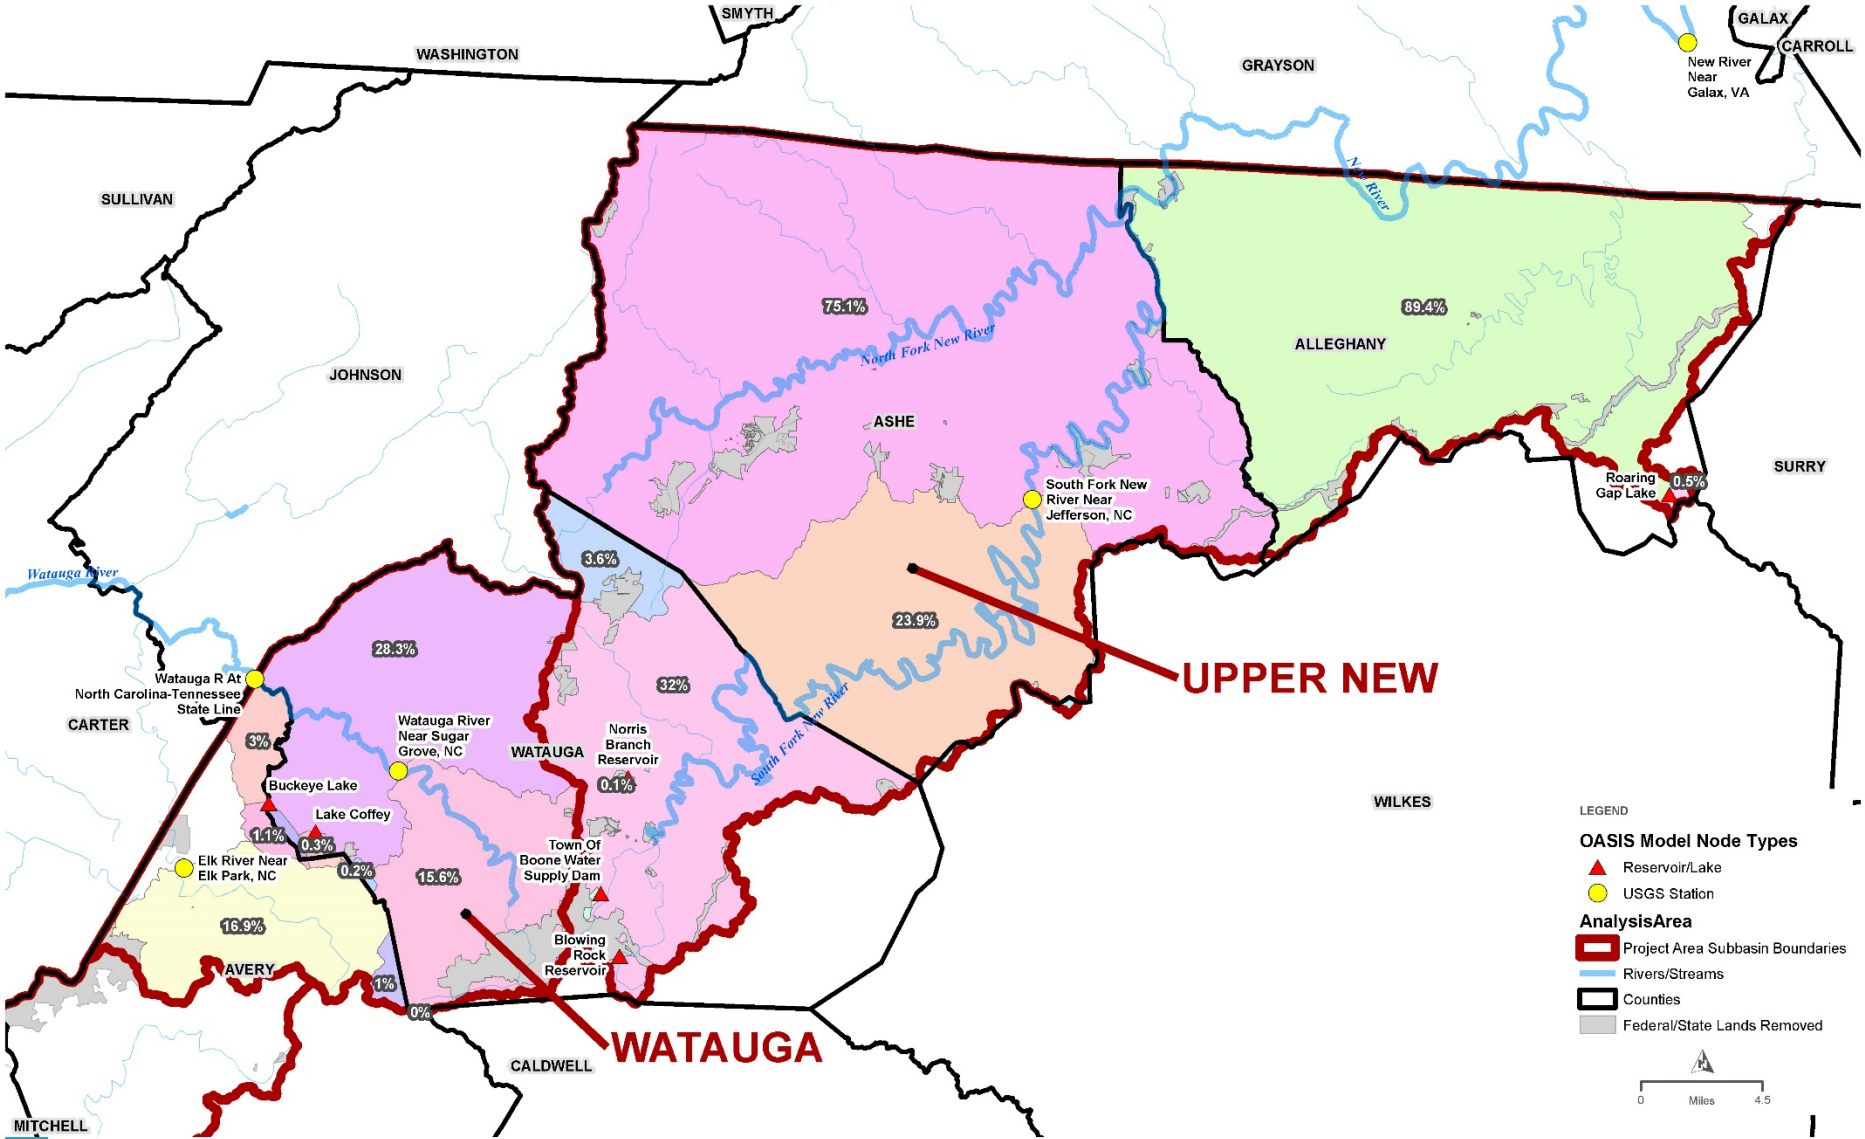 SMYTH
GALAX
CARROLL
WASHINGTON
GRAYSON
New River
Near
Galax, VA
SULLIVAN
New River
75.1%
89.4%
ALLEGHANY
North Fork New River
JOHNSON
ASHE
SURRY
Roaring
Gap Lake
0.5%
South Fork New
River Near
Jefferson, NC
3.6%
Watauga River
23.9%
28.3%
UPPER NEW
Watauga R At
North Carolina-Tennessee
State Line
32%
CARTER
South Fork New River
Watauga River
Near Sugar
Grove, NC
Norris
Branch
Reservoir
3%
WATAUGA
0.1%
Buckeye Lake
Lake Coffey
WILKES
1.1%
0.3%
0.2%
Elk River Near
Elk Park, NC
15.6%
Town Of
Boone Water
Supply Dam
16.9%
Blowing
Rock
Reservoir
AVERY
1%
0%
WATAUGA
CALDWELL
MITCHELL
LEGEND
OASIS Model Node Types
Reservoir/Lake
USGS Station
AnalysisArea
Project Area Subbasin Boundaries
Rivers/Streams
Counties
Federal/State Lands Removed
N
0 Miles 4.5